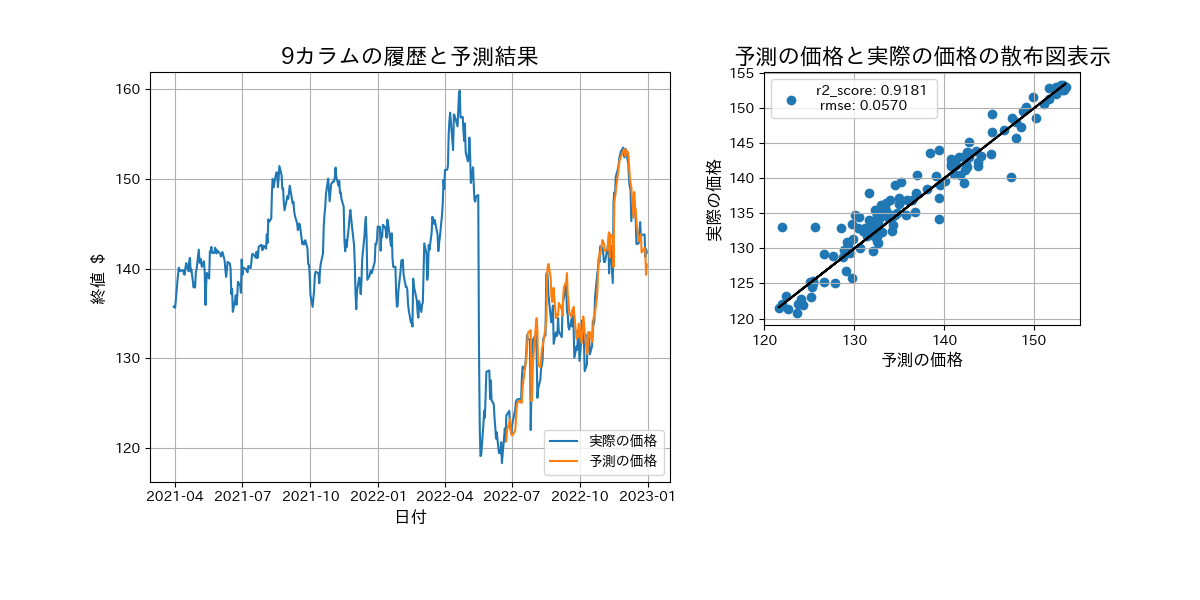 9カラムの履歴と予測結果
終値 $
160
150
140
130
120
2021-04 2021-07 2021-10 2022-01 2022-04 2022-07 2022-10 2023-01
日付
実際の価格
予測の価格
予測の価格と実際の価格の散布図表示
実際の価格
155
150
145
140
135
130
125
120
120 130 140 150
予測の価格
r2_score: 0.9181
rmse: 0.0570